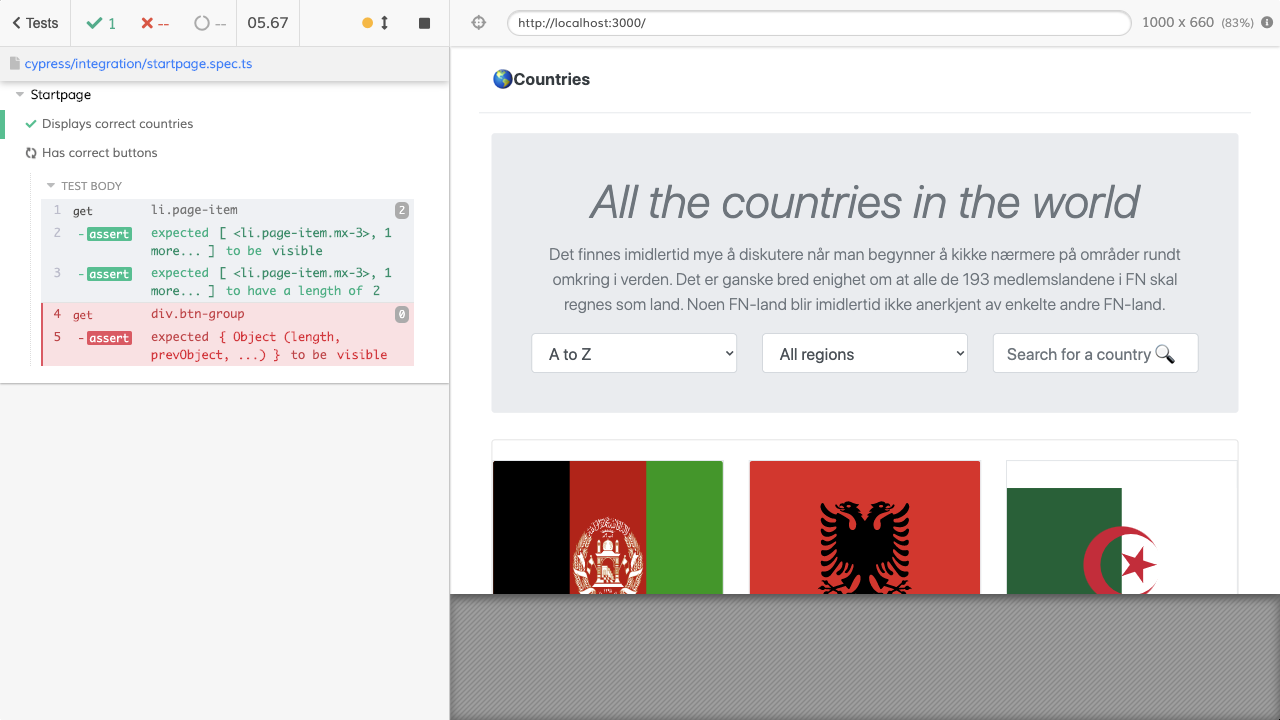 Tests
1
--
--
05.67
http://localhost:3000/
1000 x 660 (83%)
cypress/integration/startpage.spec.ts
Startpage
Displays correct countries
Has correct buttons
TEST BODY
1 get li.page-item 2
2 -assert expected [ <li.page-item.mx-3>, 1
more... ] to be visible
3 -assert expected [ <li.page-item.mx-3>, 1
more... ] to have a length of 2
4 get div.btn-group 0
5 -assert expected { Object (length,
prevObject, ...) } to be visible
Countries
All the countries in the world
Det finnes imidlertid mye å diskutere når man begynner å kikke nærmere på områder rundt
omkring i verden. Det er ganske bred enighet om at alle de 193 medlemslandene i FN skal
regnes som land. Noen FN-land blir imidlertid ikke anerkjent av enkelte andre FN-land.
A to Z
All regions
Search for a country